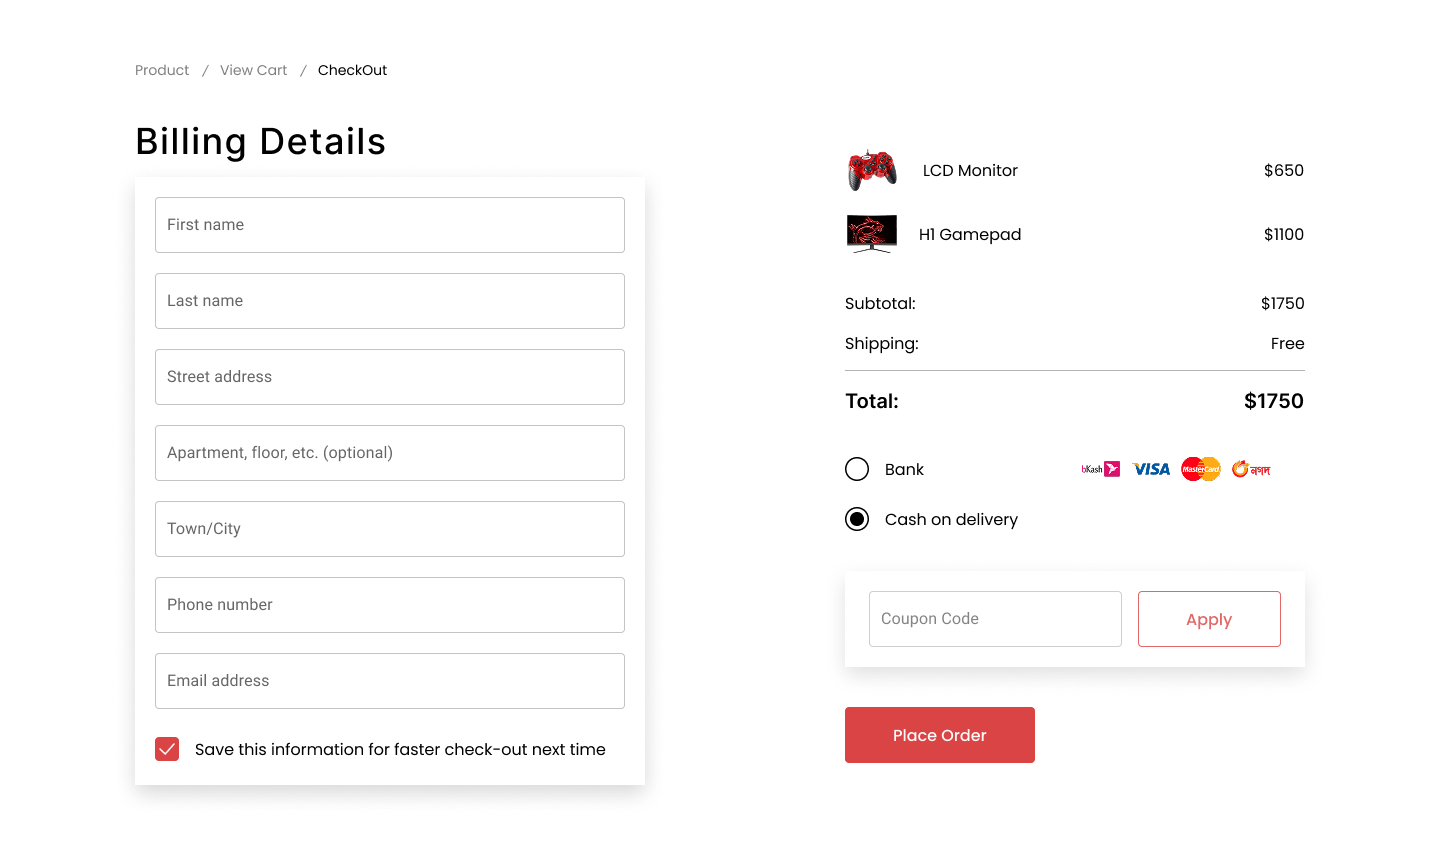 Product / View Cart / CheckOut
Billing Details
First name
Last name
Street address
Apartment, floor, etc. (optional)
Town/City
Phone number
Email address
Save this information for faster check-out next time
LCD Monitor $650
H1 Gamepad $1100
Subtotal: $1750
Shipping: Free
Total: $1750
Bank bKash VISA MasterCard নগদ
Cash on delivery
Coupon Code Apply
Place Order